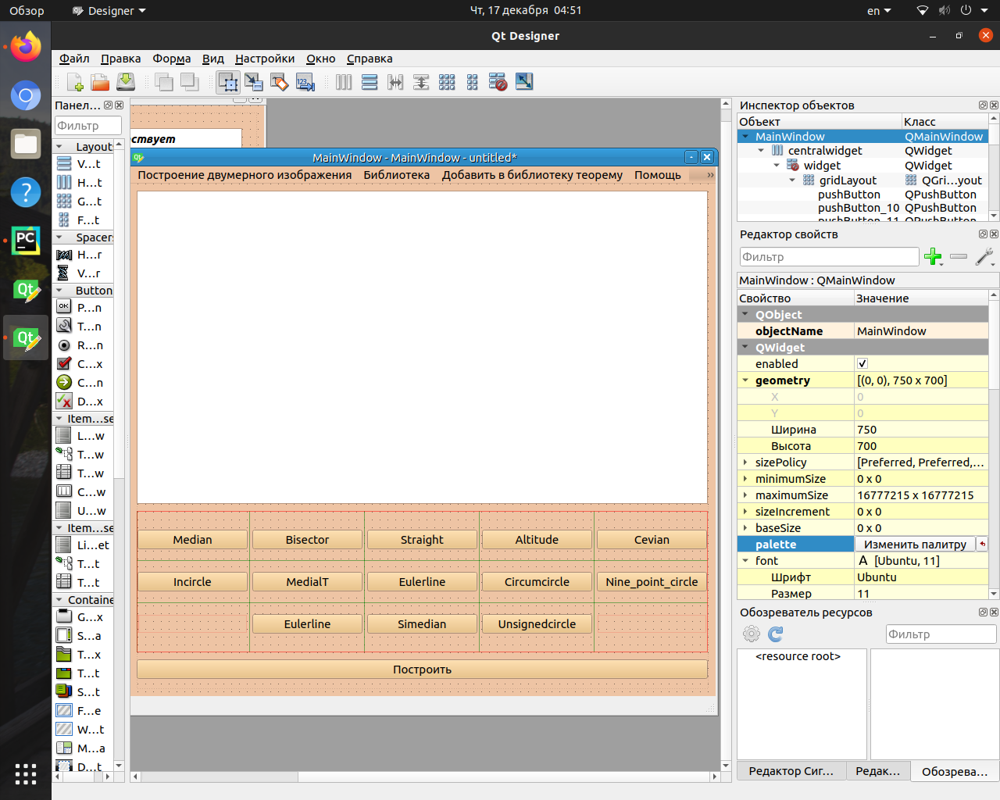 Обзор
Designer
Чт, 17 декабря 04:51
en
Qt Designer
Файл Правка Форма Вид Настройки Окно Справка
Панел...
Фильтр
Layout
V...t
H...t
G...t
F...t
Spacers
H...r
V...r
Button
P...n
T...n
R...n
C...x
C...n
D...x
Item...se
L...w
T...w
T...w
C...w
U...w
Item...se
Li...et
T...t
T...t
Containe
G...x
S...a
T...x
T...t
S...t
F...e
W...t
M...a
D...t
ствует
MainWindow - MainWindow - untitled*
Построение двумерного изображения Библиотека Добавить в библиотеку теорему Помощь »
Median Bisector Straight Altitude Cevian
Incircle MedialT Eulerline Circumcircle Nine_point_circle
Eulerline Simedian Unsignedcircle
Построить
Инспектор объектов
Объект Класс
MainWindow QMainWindow
centralwidget QWidget
widget QWidget
gridLayout QGri...yout
pushButton QPushButton
pushButton_10 QPushButton
pushButton_11 QPushButton
Редактор свойств
Фильтр
MainWindow : QMainWindow
Свойство Значение
QObject
objectName MainWindow
QWidget
enabled
geometry [(0, 0), 750 x 700]
X 0
Y 0
Ширина 750
Высота 700
sizePolicy [Preferred, Preferred,...
minimumSize 0 x 0
maximumSize 16777215 x 16777215
sizeIncrement 0 x 0
baseSize 0 x 0
palette Изменить палитру
font A [Ubuntu, 11]
Шрифт Ubuntu
Размер 11
Обозреватель ресурсов
Фильтр
<resource root>
Редактор Сиг... Редак... Обозрева...